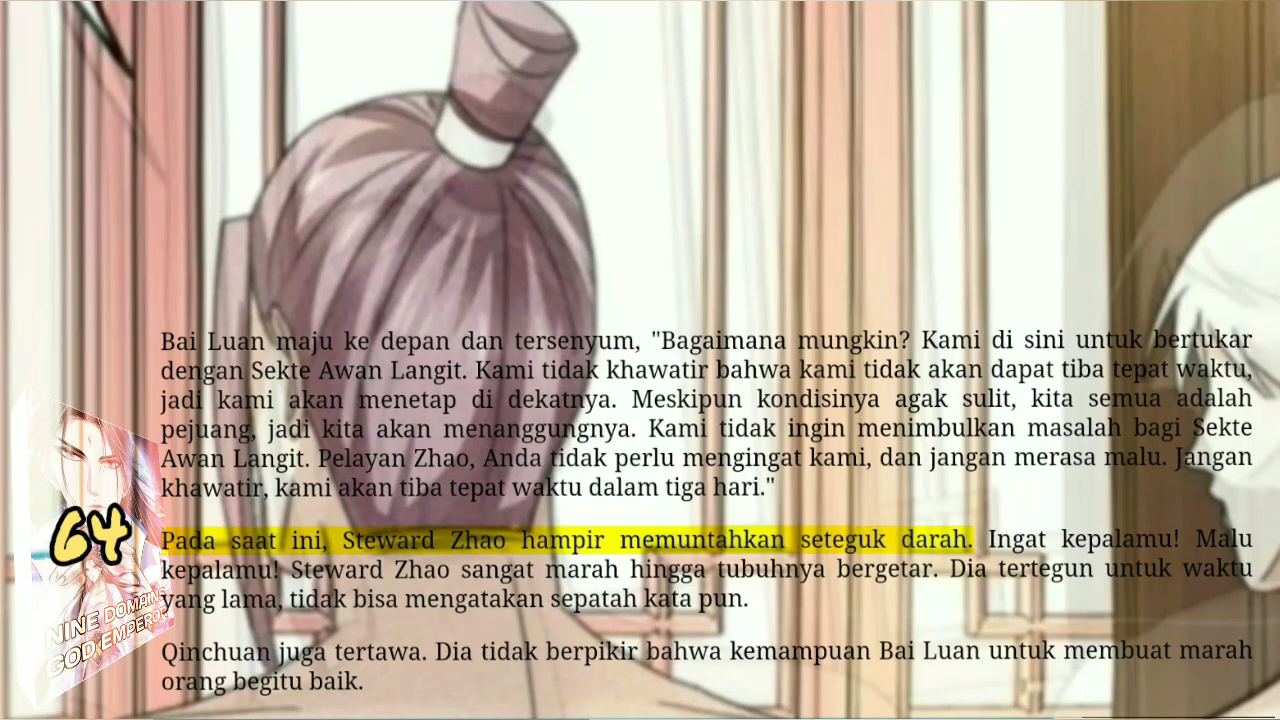 Bai Luan maju ke depan dan tersenyum, "Bagaimana mungkin? Kami di sini untuk bertukar
dengan Sekte Awan Langit. Kami tidak khawatir bahwa kami tidak akan dapat tiba tepat waktu,
jadi kami akan menetap di dekatnya. Meskipun kondisinya agak sulit, kita semua adalah
pejuang, jadi kita akan menanggungnya. Kami tidak ingin menimbulkan masalah bagi Sekte
Awan Langit. Pelayan Zhao, Anda tidak perlu mengingat kami, dan jangan merasa malu. Jangan
khawatir, kami akan tiba tepat waktu dalam tiga hari."
Pada saat ini, Steward Zhao hampir memuntahkan seteguk darah. Ingat kepalamu! Malu
kepalamu! Steward Zhao sangat marah hingga tubuhnya bergetar. Dia tertegun untuk waktu
yang lama, tidak bisa mengatakan sepatah kata pun.
Qinchuan juga tertawa. Dia tidak berpikir bahwa kemampuan Bai Luan untuk membuat marah
orang begitu baik.
64
NINE DOMAINS
GOD EMPEROR